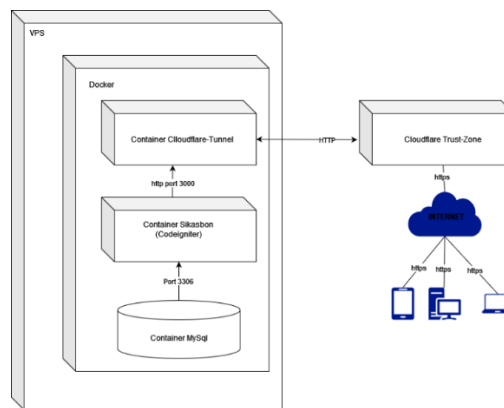 VPS
Docker
Container Clloudflare-Tunnel
HTTP
Cloudflare Trust-Zone
http port 3000
https
Container Sikasbon
(Codeigniter)
INTERNET
Port 3306
https
https
https
Container MySql